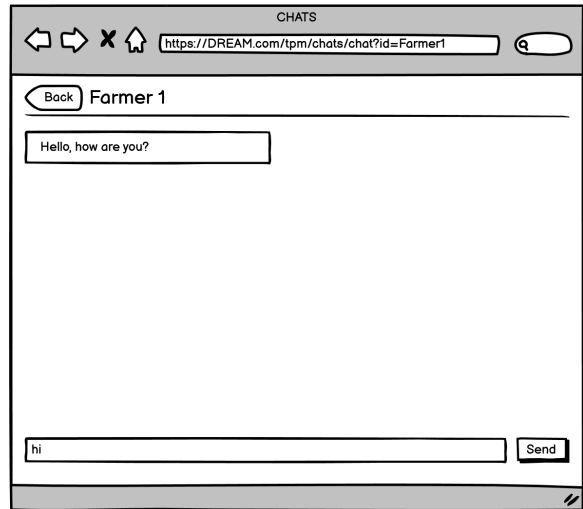 CHATS
https://DREAM.com/tpm/chats/chat?id=Farmer1
Back Farmer 1
Hello, how are you?
hi Send